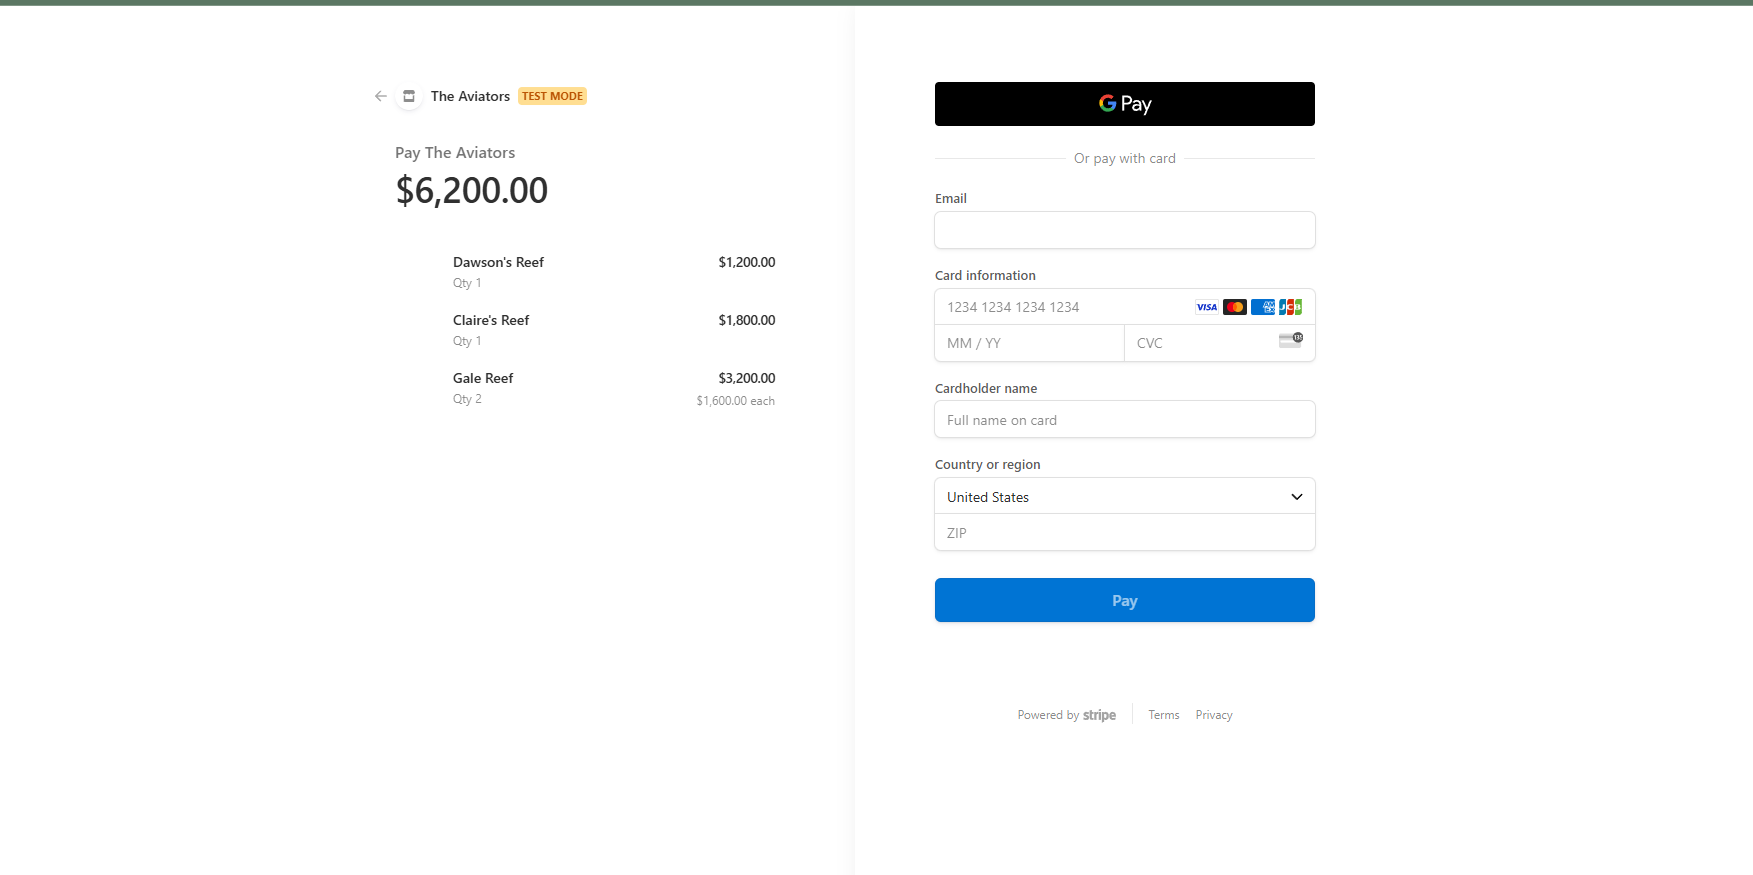 The Aviators TEST MODE
Pay The Aviators
$6,200.00
Dawson's Reef $1,200.00
Qty 1
Claire's Reef $1,800.00
Qty 1
Gale Reef $3,200.00
Qty 2 $1,600.00 each
G Pay
Or pay with card
Email
Card information
1234 1234 1234 1234 VISA AMEX JCB
MM / YY CVC 135
Cardholder name
Full name on card
Country or region
United States
ZIP
Pay
Powered by stripe Terms Privacy